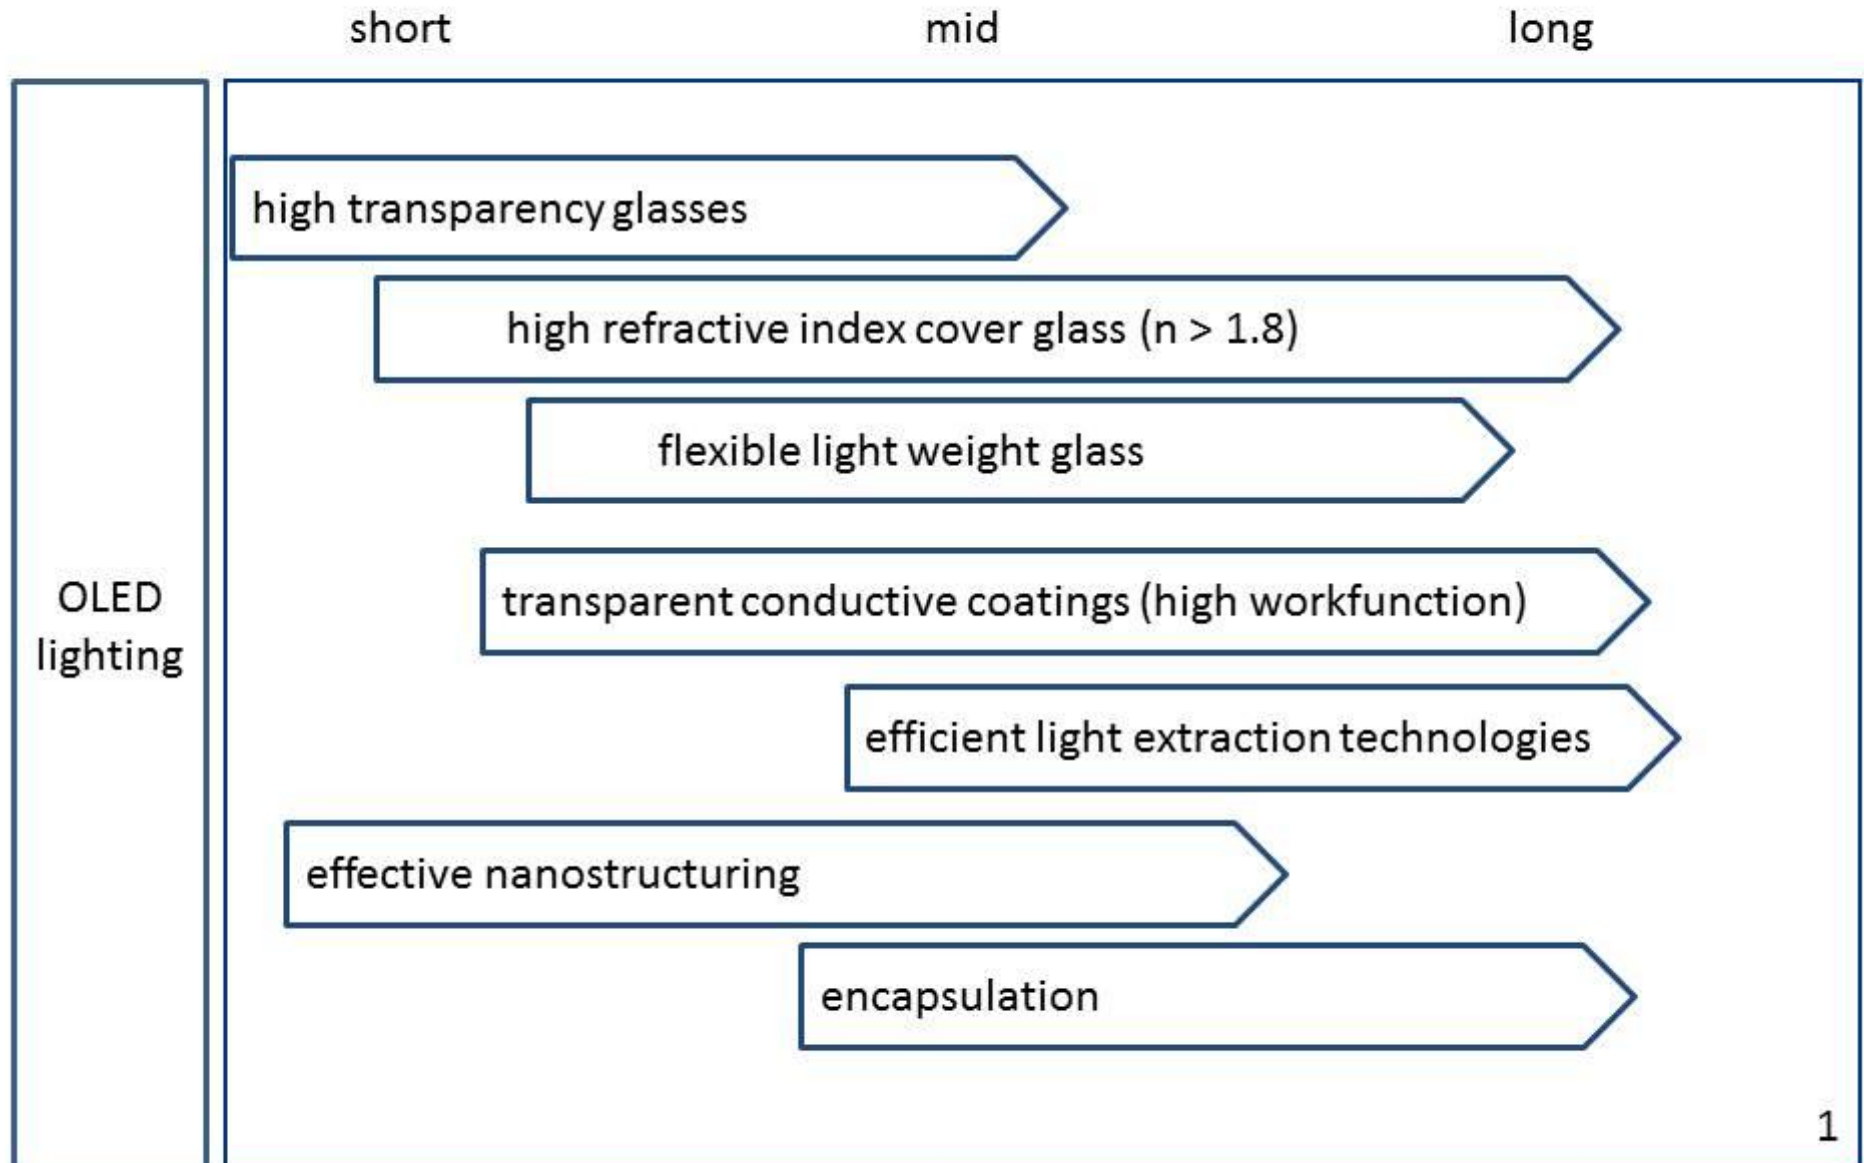 short
mid
long
high transparency glasses
high refractive index cover glass (n > 1.8)
flexible light weight glass
OLED
lighting
transparent conductive coatings (high workfunction)
efficient light extraction technologies
effective nanostructuring
encapsulation
1